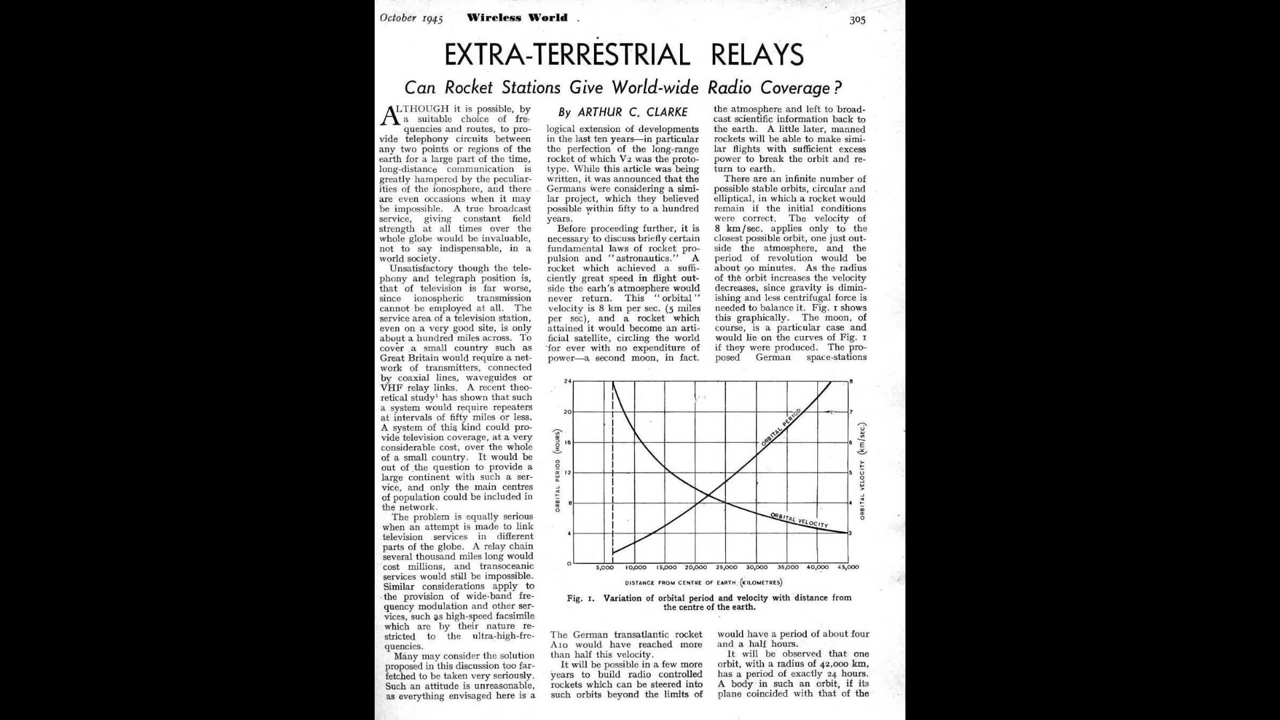 October 1945 Wireless World 305
EXTRA-TERRESTRIAL RELAYS
Can Rocket Stations Give World-wide Radio Coverage?
ALTHOUGH it is possible, by
a suitable choice of fre-
quencies and routes, to pro-
vide telephony circuits between
any two points or regions of the
earth for a large part of the time,
long-distance communication is
greatly hampered by the peculiar-
ities of the ionosphere, and there
are even occasions when it may
be impossible. A true broadcast
service, giving constant field
strength at all times over the
whole globe would be invaluable,
not to say indispensable, in a
world society.
Unsatisfactory though the tele-
phony and telegraph position is,
that of television is far worse,
since ionospheric transmission
cannot be employed at all. The
service area of a television station,
even on a very good site, is only
about a hundred miles across. To
cover a small country such as
Great Britain would require a net-
work of transmitters, connected
by coaxial lines, waveguides or
VHF relay links. A recent theo-
retical study¹ has shown that such
a system would require repeaters
at intervals of fifty miles or less.
A system of this kind could pro-
vide television coverage, at a very
considerable cost, over the whole
of a small country. It would be
out of the question to provide a
large continent with such a ser-
vice, and only the main centres
of population could be included in
the network.
The problem is equally serious
when an attempt is made to link
television services in different
parts of the globe. A relay chain
several thousand miles long would
cost millions, and transoceanic
services would still be impossible.
Similar considerations apply to
the provision of wide-band fre-
quency modulation and other ser-
vices, such as high-speed facsimile
which are by their nature re-
stricted to the ultra-high-fre-
quencies.
Many may consider the solution
proposed in this discussion too far-
fetched to be taken very seriously.
Such an attitude is unreasonable,
as everything envisaged here is a
By ARTHUR C. CLARKE
logical extension of developments
in the last ten years—in particular
the perfection of the long-range
rocket of which V2 was the proto-
type. While this article was being
written, it was announced that the
Germans were considering a simi-
lar project, which they believed
possible within fifty to a hundred
years.
Before proceeding further, it is
necessary to discuss briefly certain
fundamental laws of rocket pro-
pulsion and "astronautics." A
rocket which achieved a suffi-
ciently great speed in flight out-
side the earh's atmosphere would
never return. This "orbital"
velocity is 8 km per sec. (5 miles
per sec), and a rocket which
attained it would become an arti-
ficial satellite, circling the world
for ever with no expenditure of
power—a second moon, in fact.
the atmosphere and left to broad-
cast scientific information back to
the earth. A little later, manned
rockets will be able to make simi-
lar flights with sufficient excess
power to break the orbit and re-
turn to earth.
There are an infinite number of
possible stable orbits, circular and
elliptical, in which a rocket would
remain if the initial conditions
were correct. The velocity of
8 km/sec. applies only to the
closest possible orbit, one just out-
side the atmosphere, and the
period of revolution would be
about 90 minutes. As the radius
of the orbit increases the velocity
decreases, since gravity is dimin-
ishing and less centrifugal force is
needed to balance it. Fig. 1 shows
this graphically. The moon, of
course, is a particular case and
would lie on the curves of Fig. 1
if they were produced. The pro-
posed German space-stations
24
20
16
12
8
4
0
ORBITAL PERIOD (HOURS)
ORBITAL PERIOD
ORBITAL VELOCITY
8
7
6
5
4
3
ORBITAL VELOCITY (KM/SEC.)
5,000 10,000 15,000 20,000 25,000 30,000 35,000 40,000 45,000
DISTANCE FROM CENTRE OF EARTH (KILOMETRES)
Fig. 1. Variation of orbital period and velocity with distance from
the centre of the earth.
The German transatlantic rocket
A10 would have reached more
than half this velocity.
It will be possible in a few more
years to build radio controlled
rockets which can be steered into
such orbits beyond the limits of
would have a period of about four
and a half hours.
It will be observed that one
orbit, with a radius of 42,000 km,
has a period of exactly 24 hours.
A body in such an orbit, if its
plane coincided with that of the